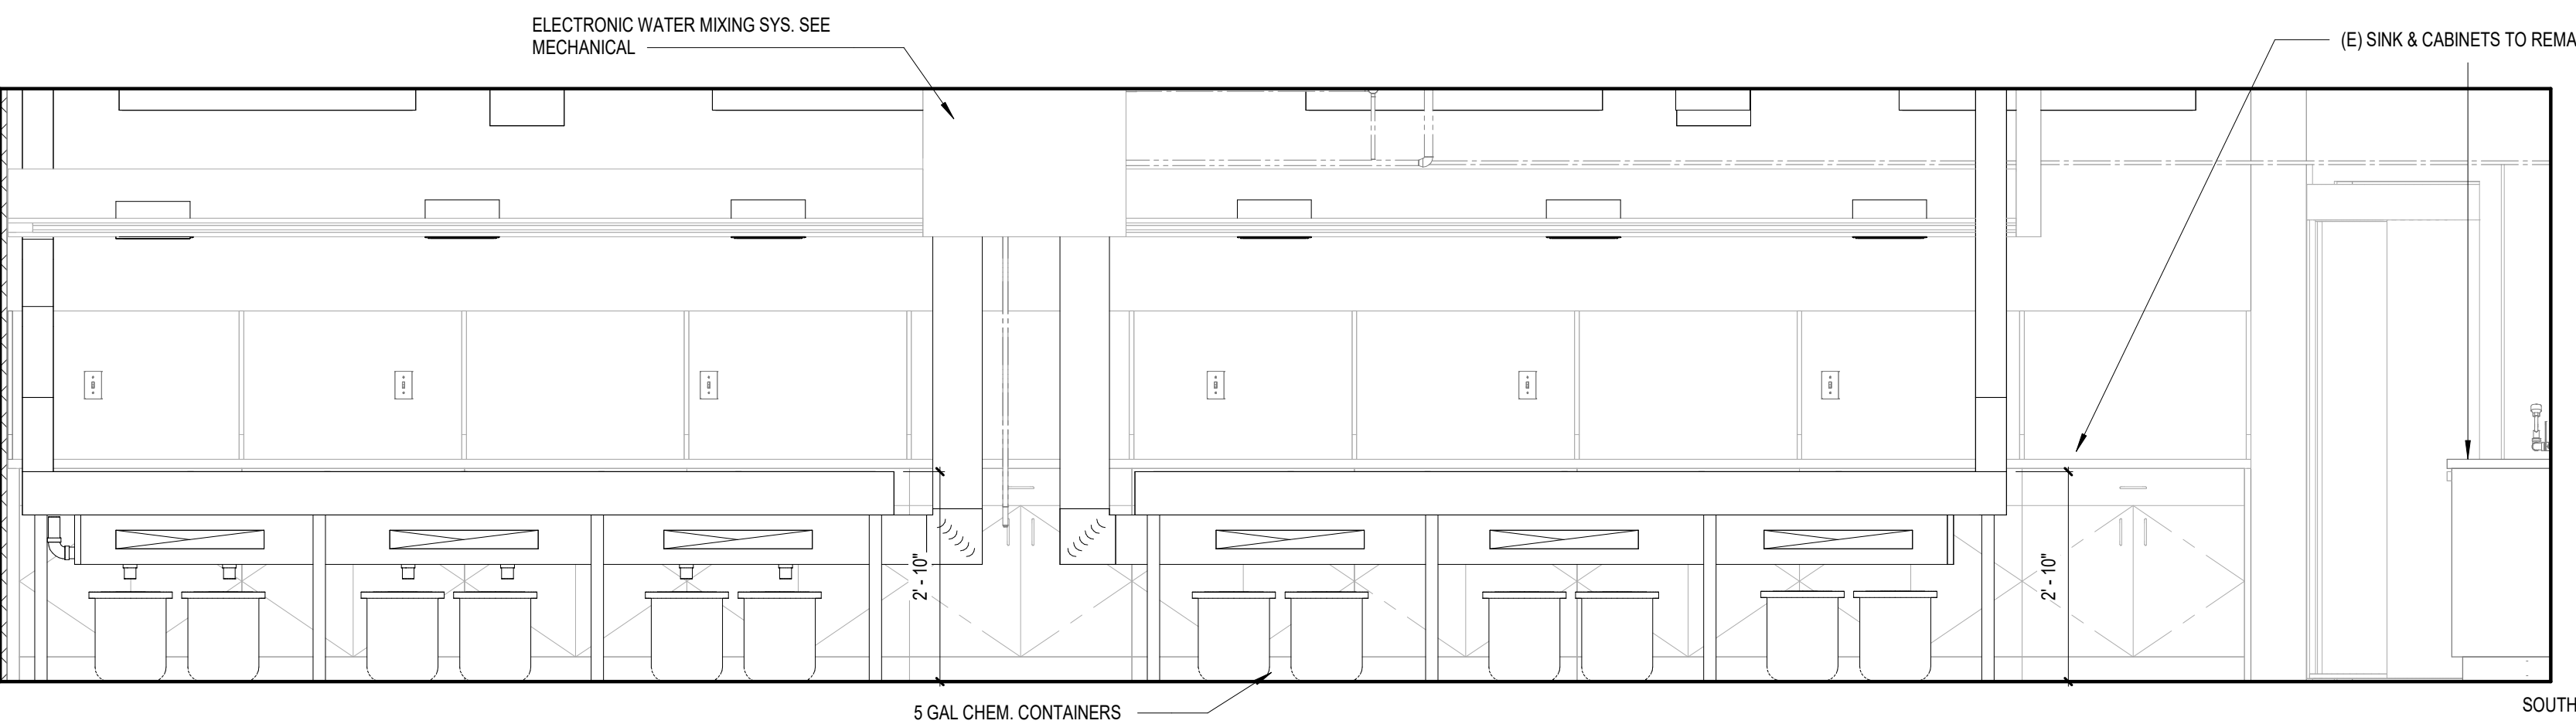 ELECTRONIC WATER MIXING SYS. SEE
MECHANICAL
(E) SINK & CABINETS TO REMA
2' - 10"
2' - 10"
5 GAL CHEM. CONTAINERS
SOUTH